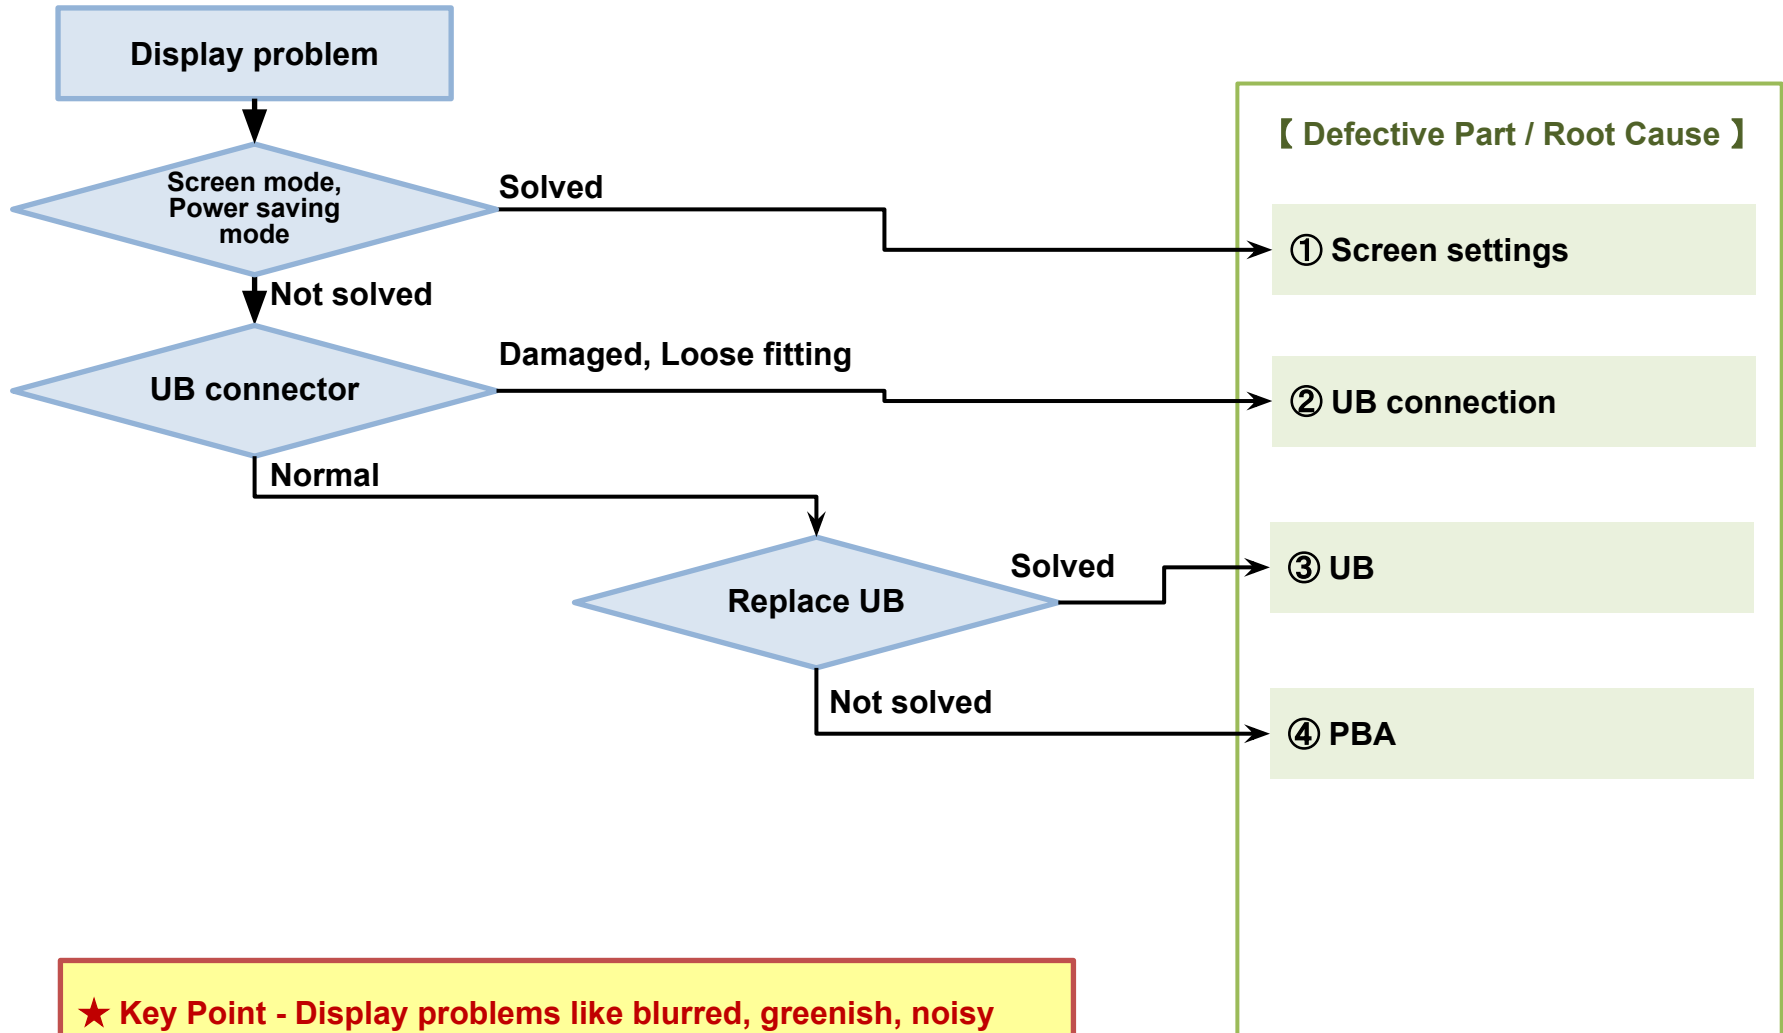 Display problem
【 Defective Part / Root Cause 】
Screen mode,
Power saving
mode
Solved
① Screen settings
Not solved
UB connector
Damaged, Loose fitting
② UB connection
Normal
Replace UB
Solved
③ UB
Not solved
④ PBA
★ Key Point - Display problems like blurred, greenish, noisy